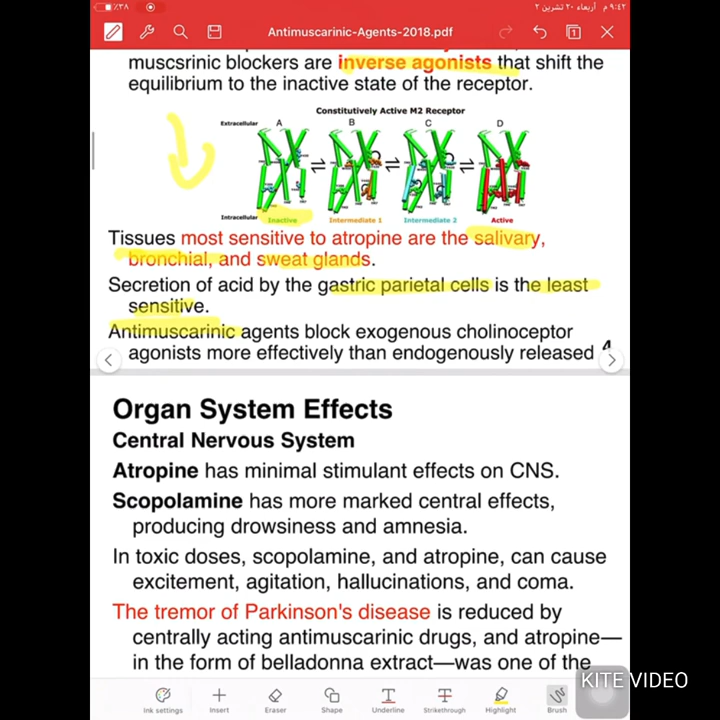 ٪٣٨
٩:٤٢ م أربعاء ٢٠ تشرين ٢
Antimuscarinic-Agents-2018.pdf
1
muscsrinic blockers are inverse agonists that shift the
equilibrium to the inactive state of the receptor.
Constitutively Active M2 Receptor
Extracellular A B C D
Intracellular Inactive Intermediate 1 Intermediate 2 Active
Tissues most sensitive to atropine are the salivary,
bronchial, and sweat glands.
Secretion of acid by the gastric parietal cells is the least
sensitive.
Antimuscarinic agents block exogenous cholinoceptor
agonists more effectively than endogenously released
4
Organ System Effects
Central Nervous System
Atropine has minimal stimulant effects on CNS.
Scopolamine has more marked central effects,
producing drowsiness and amnesia.
In toxic doses, scopolamine, and atropine, can cause
excitement, agitation, hallucinations, and coma.
The tremor of Parkinson's disease is reduced by
centrally acting antimuscarinic drugs, and atropine—
in the form of belladonna extract—was one of the
KITE VIDEO
Ink settings Insert Eraser Shape Underline Strikethrough Highlight Brush